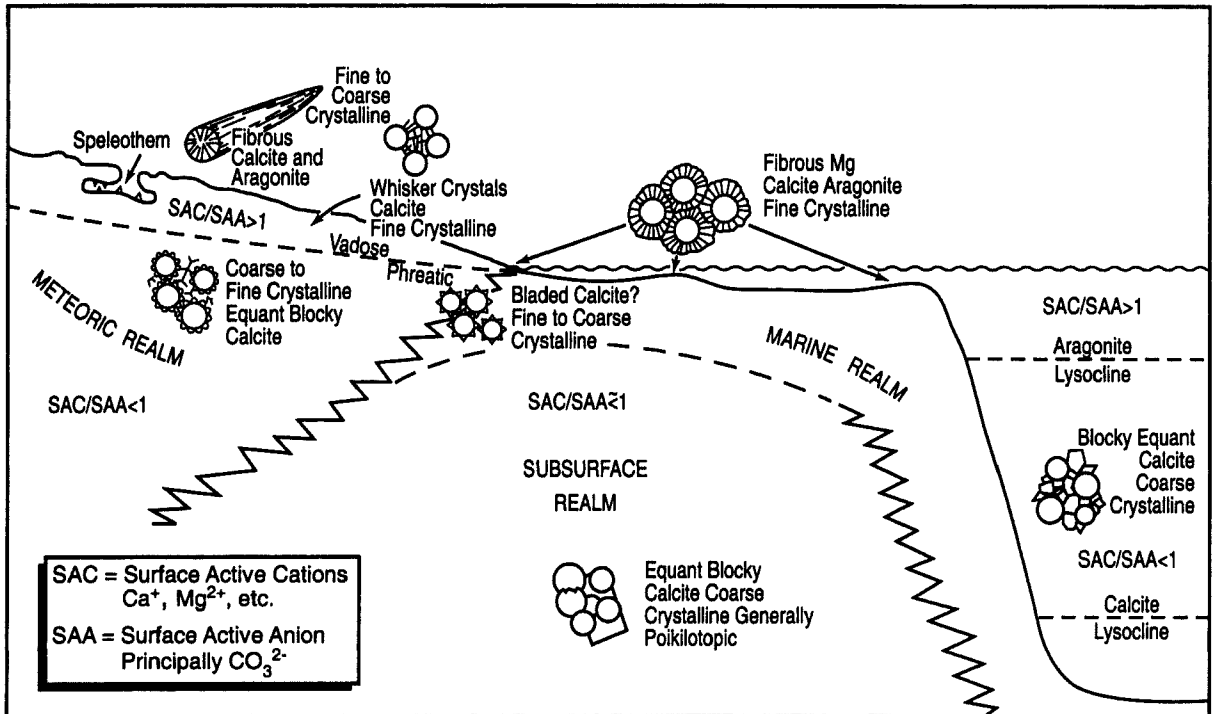 Fine to
Coarse
Crystalline
Speleothem
Fibrous
Calcite and
Aragonite
Whisker Crystals
Calcite
Fine Crystalline
SAC/SAA>1
Vadose
Phreatic
Fibrous Mg
Calcite Aragonite
Fine Crystalline
Coarse to
Fine Crystalline
Equant Blocky
Calcite
METEORIC REALM
SAC/SAA<1
Bladed Calcite?
Fine to Coarse
Crystalline
MARINE REALM
SAC/SAA≷1
SUBSURFACE
REALM
Equant Blocky
Calcite Coarse
Crystalline Generally
Poikilotopic
SAC/SAA>1
Aragonite
Lysocline
Blocky Equant
Calcite
Coarse
Crystalline
SAC/SAA<1
Calcite
Lysocline
SAC = Surface Active Cations
Ca⁺, Mg²⁺, etc.
SAA = Surface Active Anion
Principally CO₃²⁻